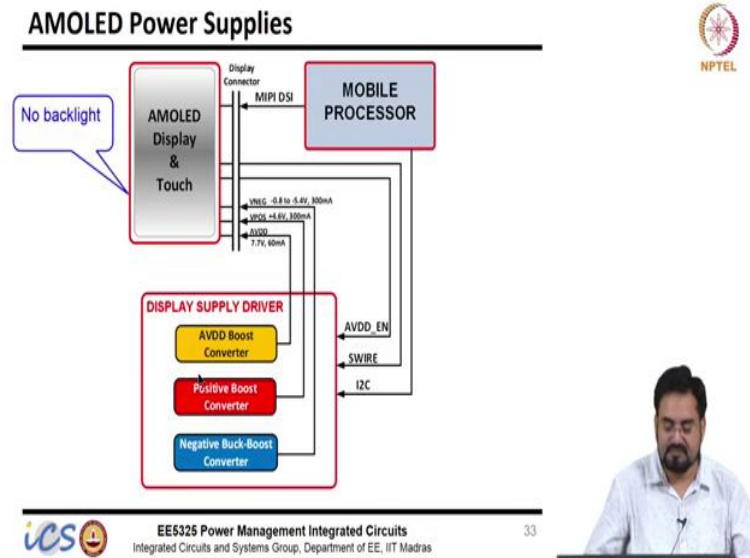 AMOLED Power Supplies
NPTEL
No backlight
AMOLED
Display
&
Touch
Display
Connector
MIPI DSI
MOBILE
PROCESSOR
VNEG -0.8 to -5.4V, 300mA
VPOS +4.6V, 300mA
AVDD
7.7V, 60mA
DISPLAY SUPPLY DRIVER
AVDD Boost
Converter
Positive Boost
Converter
Negative Buck-Boost
Converter
AVDD_EN
SWIRE
I2C
iCS
EE5325 Power Management Integrated Circuits
Integrated Circuits and Systems Group, Department of EE, IIT Madras
33